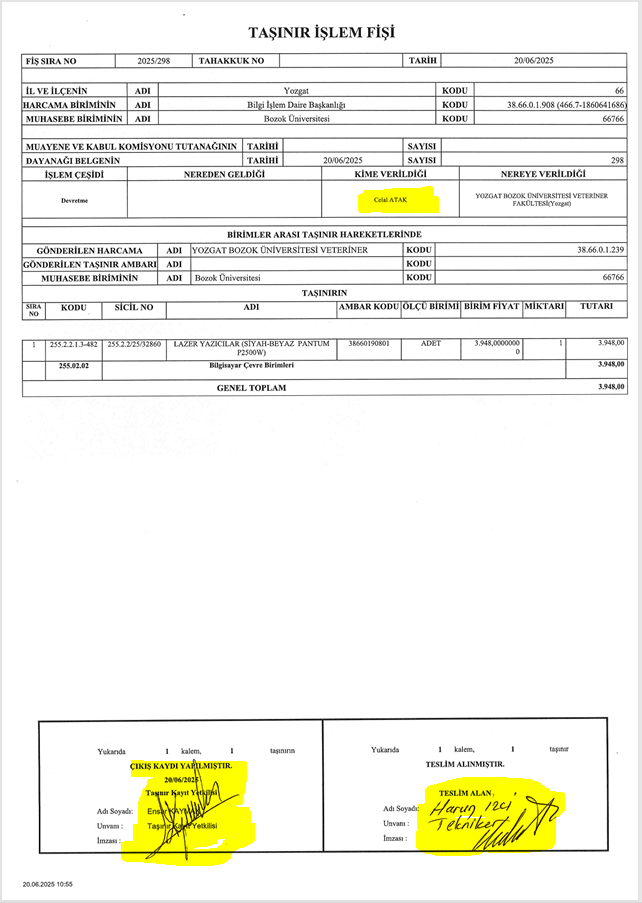 TAŞINIR İŞLEM FİŞİ
FİŞ SIRA NO 2025/298 TAHAKKUK NO TARİH 20/06/2025
İL VE İLÇENİN ADI Yozgat KODU 66
HARCAMA BİRİMİNİN ADI Bilgi İşlem Daire Başkanlığı KODU 38.66.0.1.908 (466.7-1860641686)
MUHASEBE BİRİMİNİN ADI Bozok Üniversitesi KODU 66766
MUAYENE VE KABUL KOMİSYONU TUTANAĞININ TARİHİ SAYISI
DAYANAĞI BELGENİN TARİHİ 20/06/2025 SAYISI 298
İŞLEM ÇEŞİDİ NEREDEN GELDİĞİ KİME VERİLDİĞİ NEREYE VERİLDİĞİ
Devretme Celal ATAK YOZGAT BOZOK ÜNİVERSİTESİ VETERİNER
FAKÜLTESİ(Yozgat)
BİRİMLER ARASI TAŞINIR HAREKETLERİNDE
GÖNDERİLEN HARCAMA ADI YOZGAT BOZOK ÜNİVERSİTESİ VETERİNER KODU 38.66.0.1.239
GÖNDERİLEN TAŞINIR AMBARI ADI KODU
MUHASEBE BİRİMİNİN ADI Bozok Üniversitesi KODU 66766
TAŞINIRIN
SIRA NO KODU SİCİL NO ADI AMBAR KODU ÖLÇÜ BİRİMİ BİRİM FİYAT MİKTARI TUTARI
1 255.2.2.1.3-482 255.2.2/25/32860 LAZER YAZICILAR (SİYAH-BEYAZ PANTUM 38660190801 ADET 3.948,0000000 1 3.948,00
P2500W) 0
255.02.02 Bilgisayar Çevre Birimleri 3.948,00
GENEL TOPLAM 3.948,00
Yukarıda 1 kalem, 1 taşınırın
ÇIKIŞ KAYDI YAPILMIŞTIR.
20/06/2025
Taşınır Kayıt Yetkilisi
Adı Soyadı: Ensar
Unvanı : Taşınır Kayıt Yetkilisi
İmzası :
Yukarıda 1 kalem, 1 taşınır
TESLİM ALINMIŞTIR.
TESLİM ALAN
Adı Soyadı: Harun İzci
Unvanı : Tekniker
İmzası :
20.06.2025 10:55